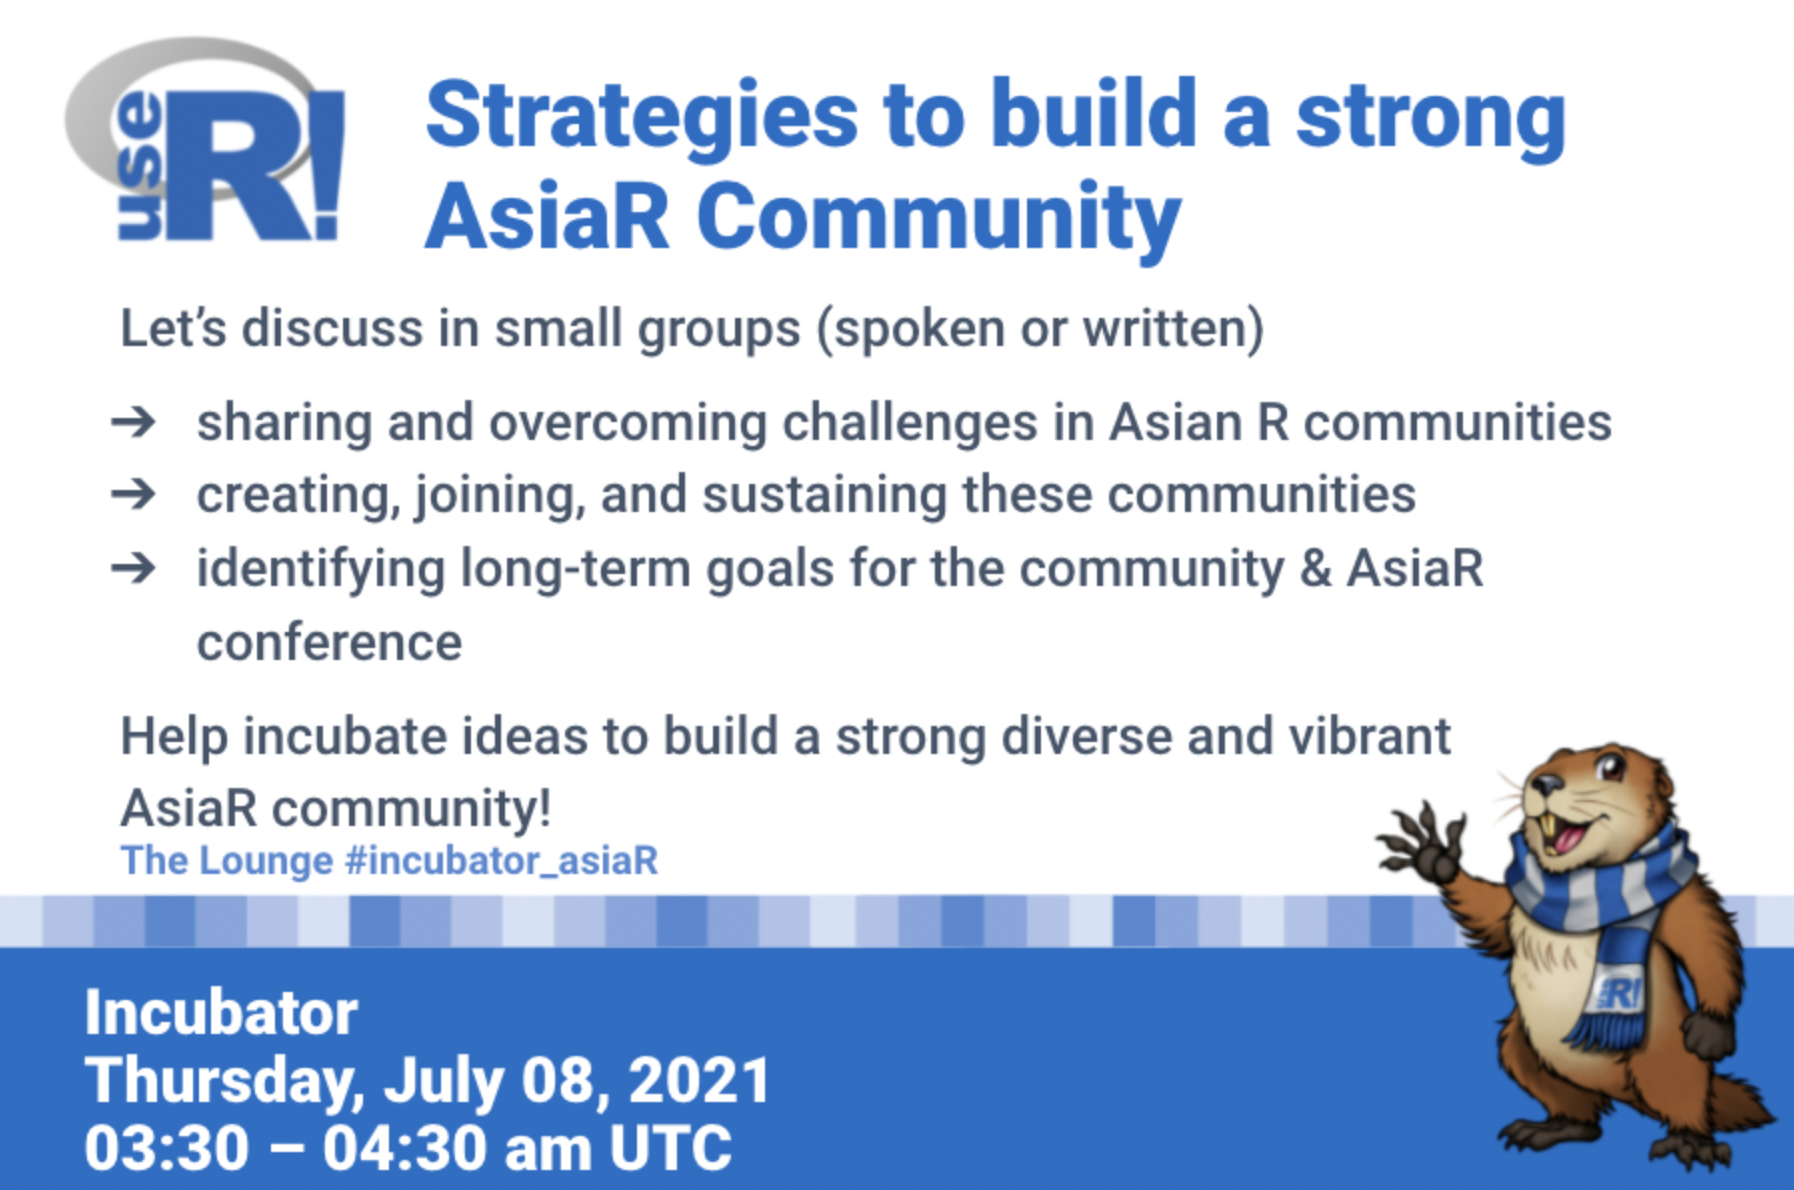 use R!
Strategies to build a strong
AsiaR Community
Let’s discuss in small groups (spoken or written)
➔ sharing and overcoming challenges in Asian R communities
➔ creating, joining, and sustaining these communities
➔ identifying long-term goals for the community & AsiaR
conference
Help incubate ideas to build a strong diverse and vibrant
AsiaR community!
The Lounge #incubator_asiaR
R!
Incubator
Thursday, July 08, 2021
03:30 – 04:30 am UTC